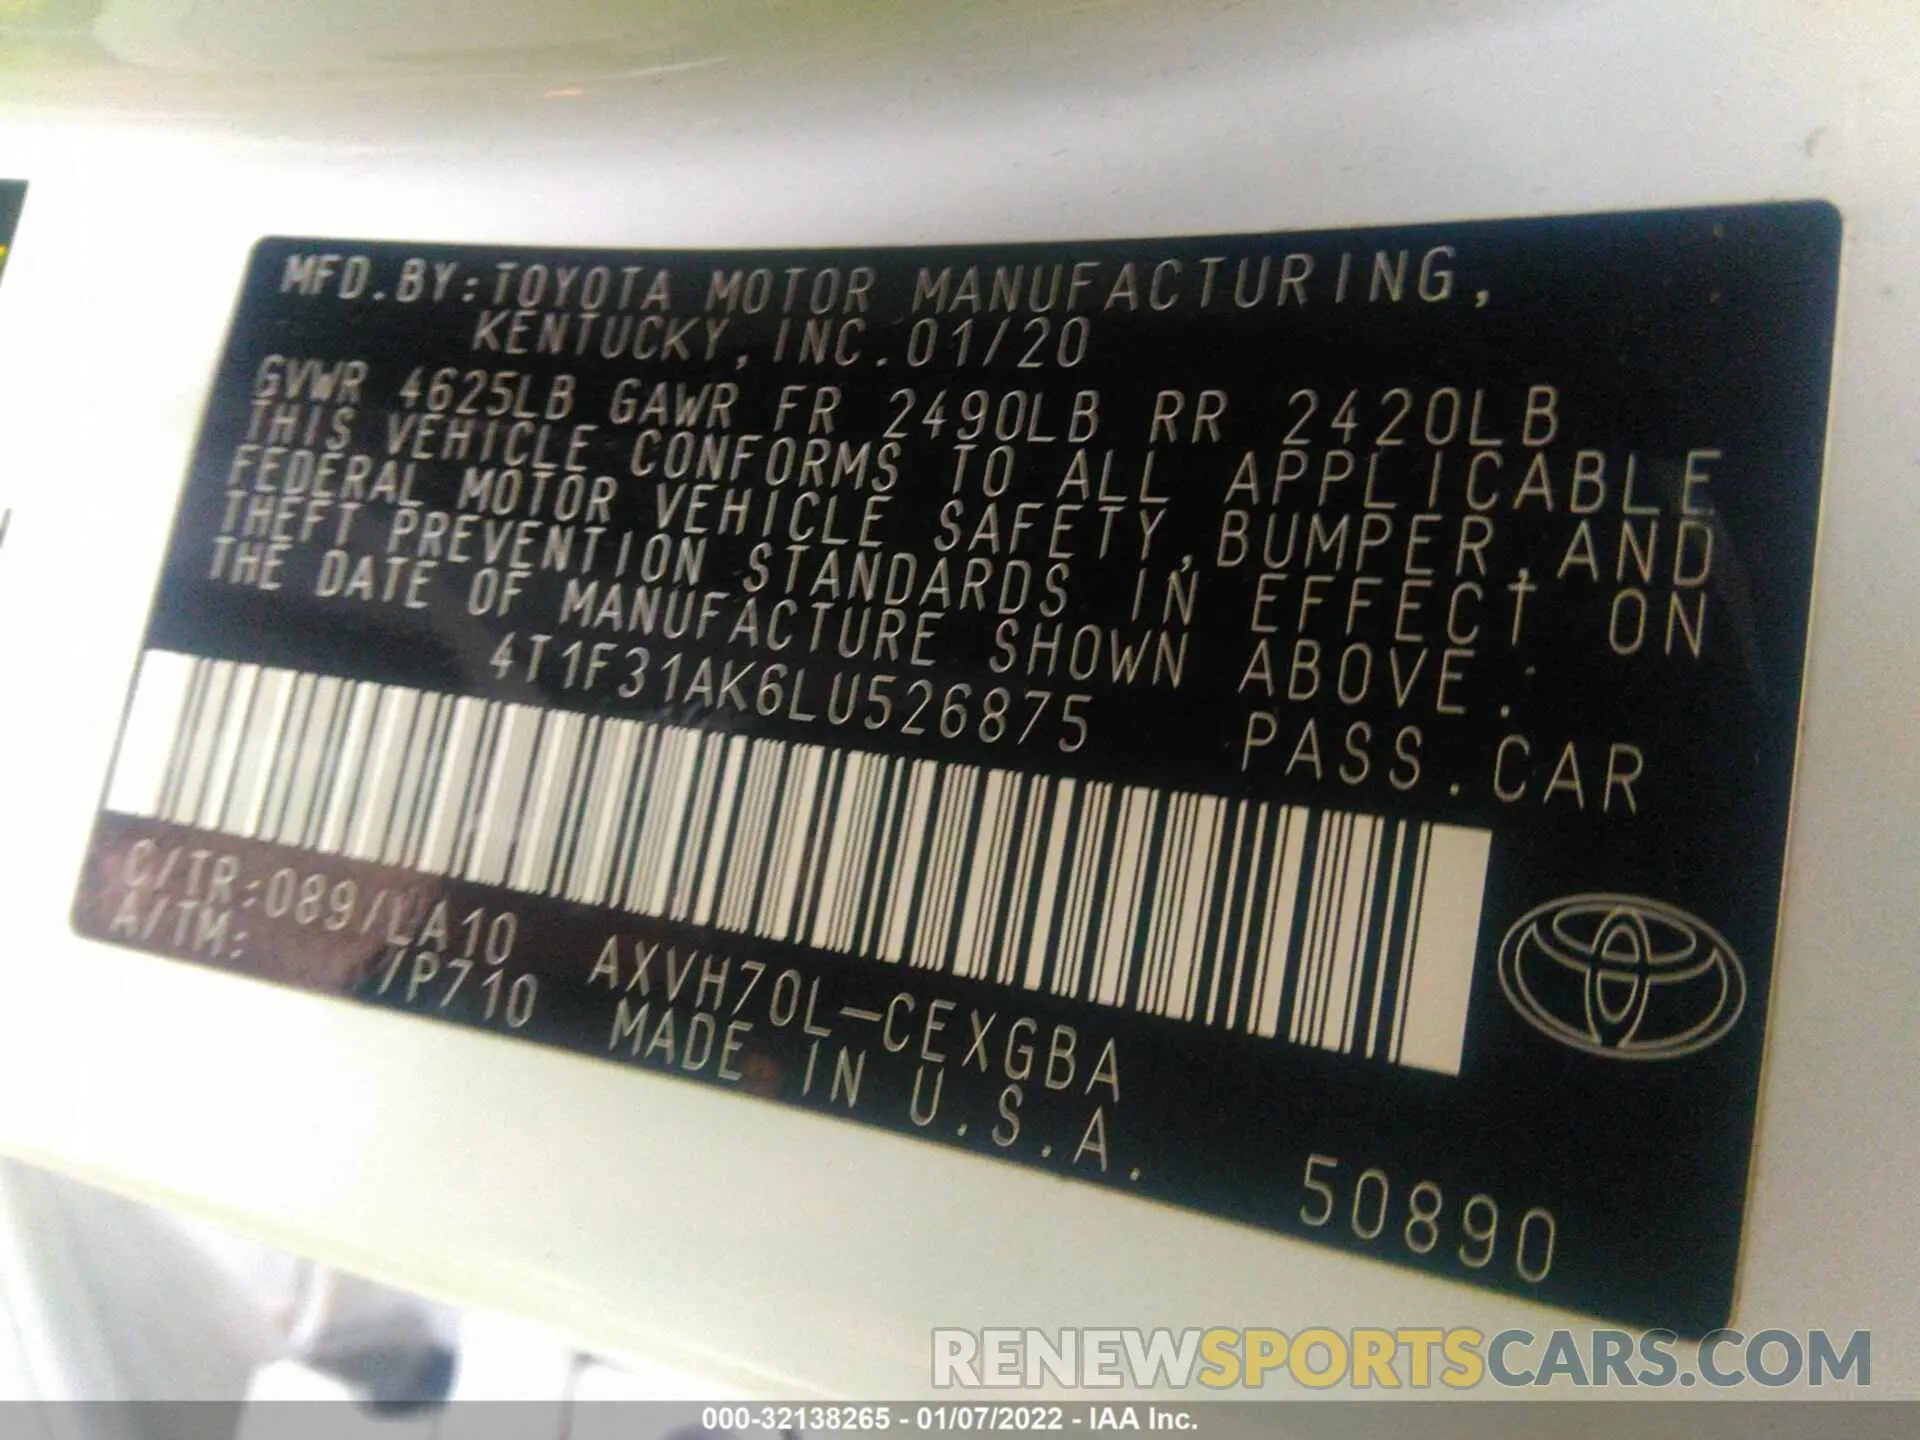 MFD.BY:TOYOTA MOTOR MANUFACTURING,
KENTUCKY, INC.01/20
GVWR 4625LB GAWR FR 2490LB RR 2420LB
THIS VEHICLE CONFORMS TO ALL APPLICABLE
FEDERAL MOTOR VEHICLE SAFETY, BUMPER, AND
THEFT PREVENTION STANDARDS IN EFFECT ON
THE DATE OF MANUFACTURE SHOWN ABOVE.
4T1F31AK6LU526875 PASS.CAR
C/TR:089/LA10 AXVH70L-CEXGBA
A/TM: /P710 MADE IN U.S.A.
50890
RENEWSPORTSCARS.COM
000-32138265 - 01/07/2022 - IAA Inc.